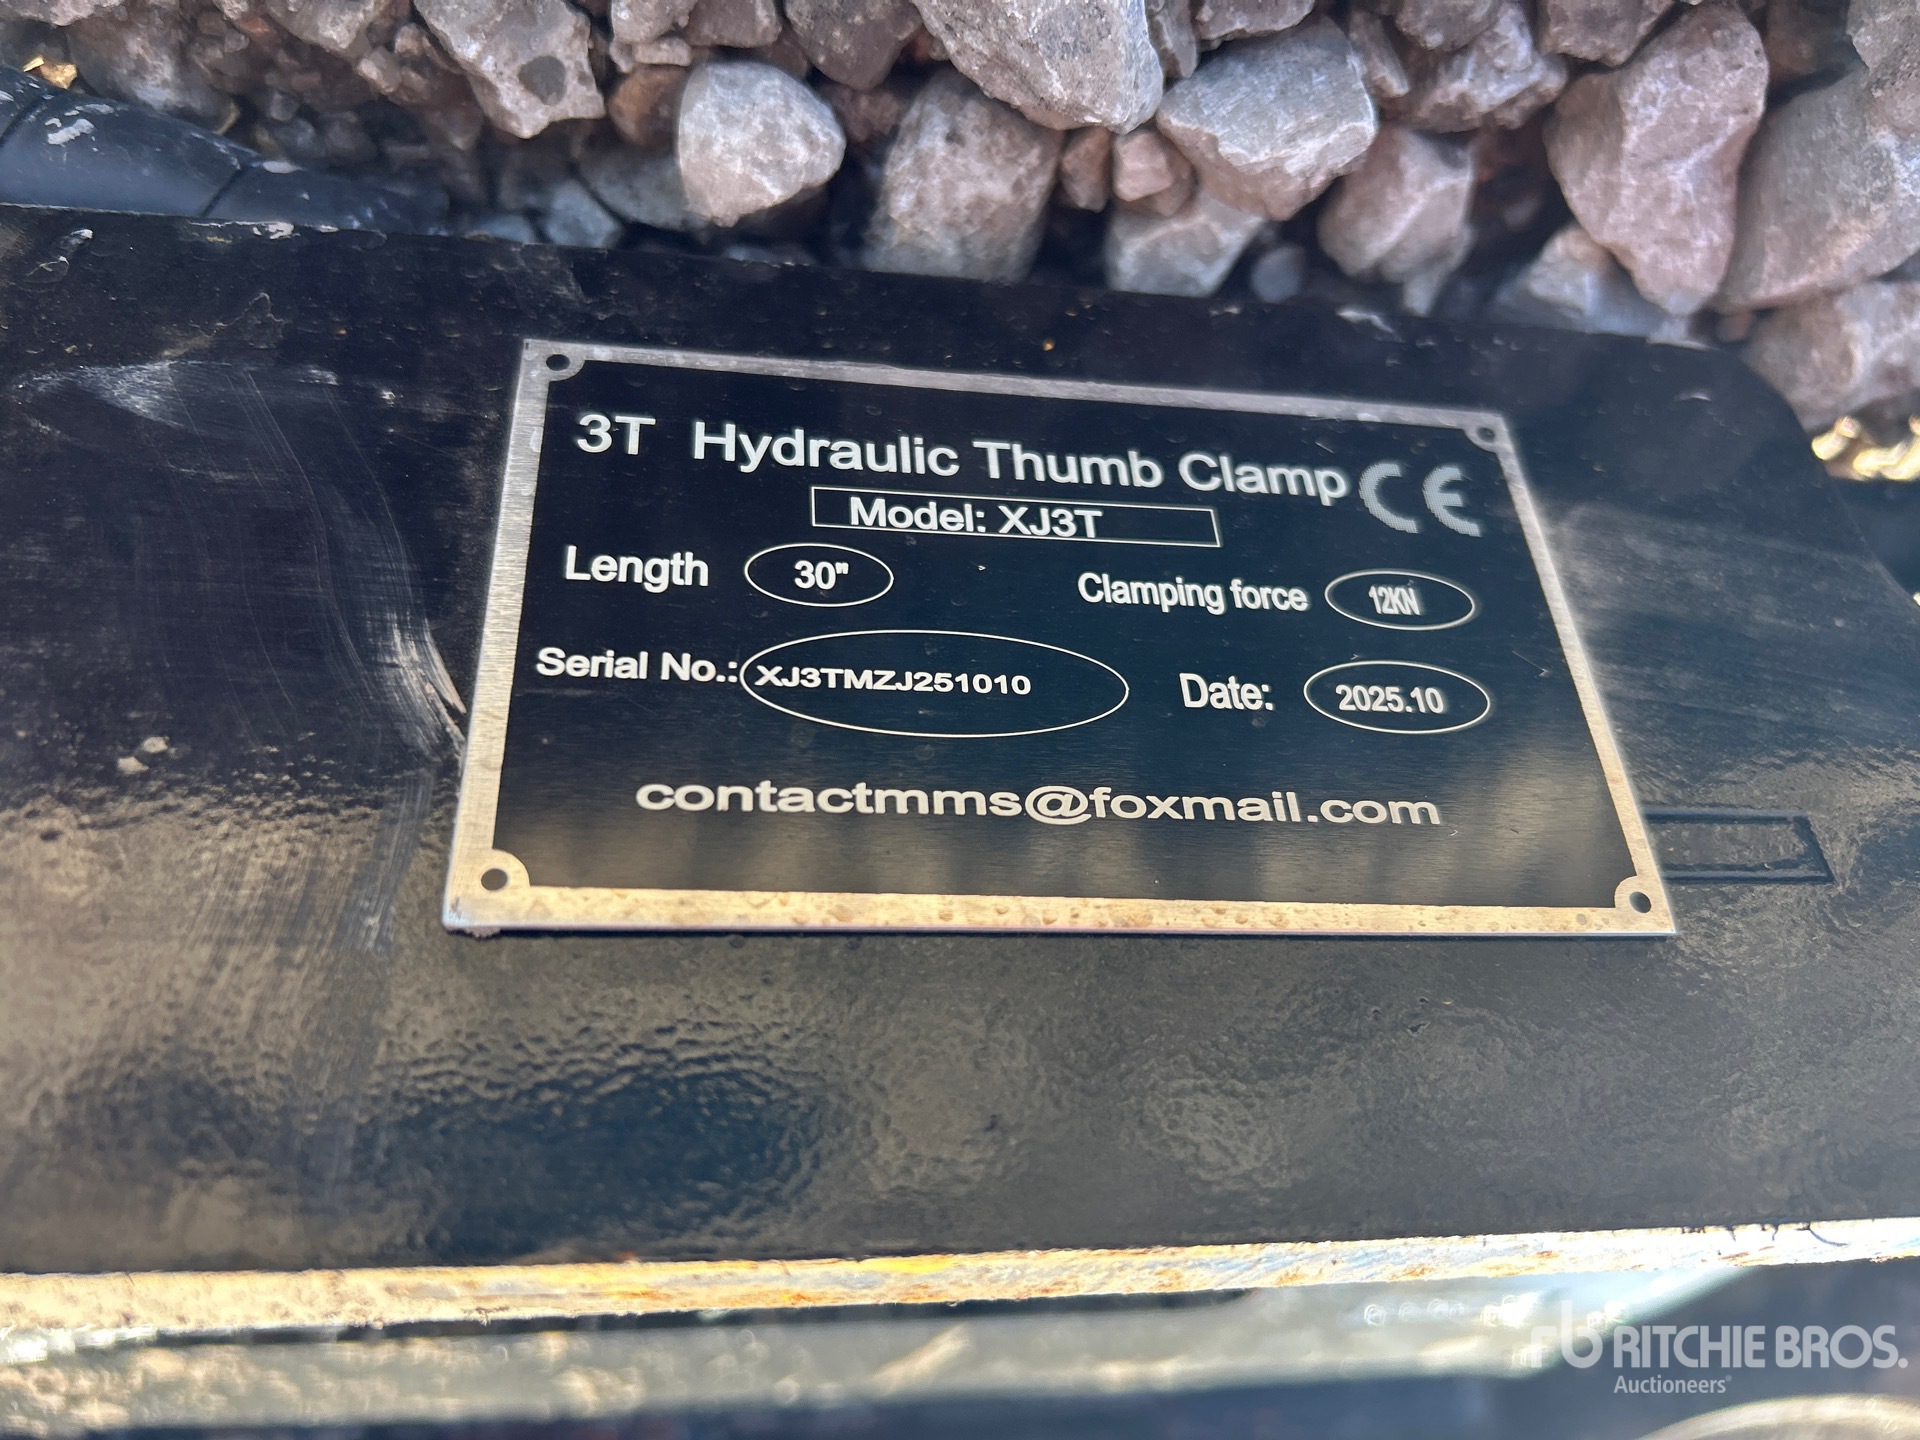 3T Hydraulic Thumb Clamp CE
Model: XJ3T
Length 30" Clamping force 12KN
Serial No.: XJ3TMZJ251010 Date: 2025.10
contactmms@foxmail.com
rb RITCHIE BROS.
Auctioneers®